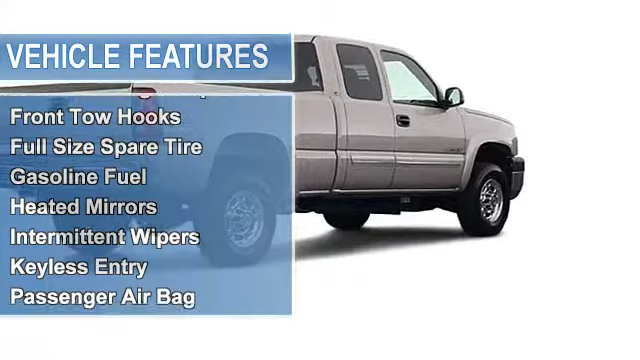 VEHICLE FEATURES
Front Tow Hooks
Full Size Spare Tire
Gasoline Fuel
Heated Mirrors
Intermittent Wipers
Keyless Entry
Passenger Air Bag